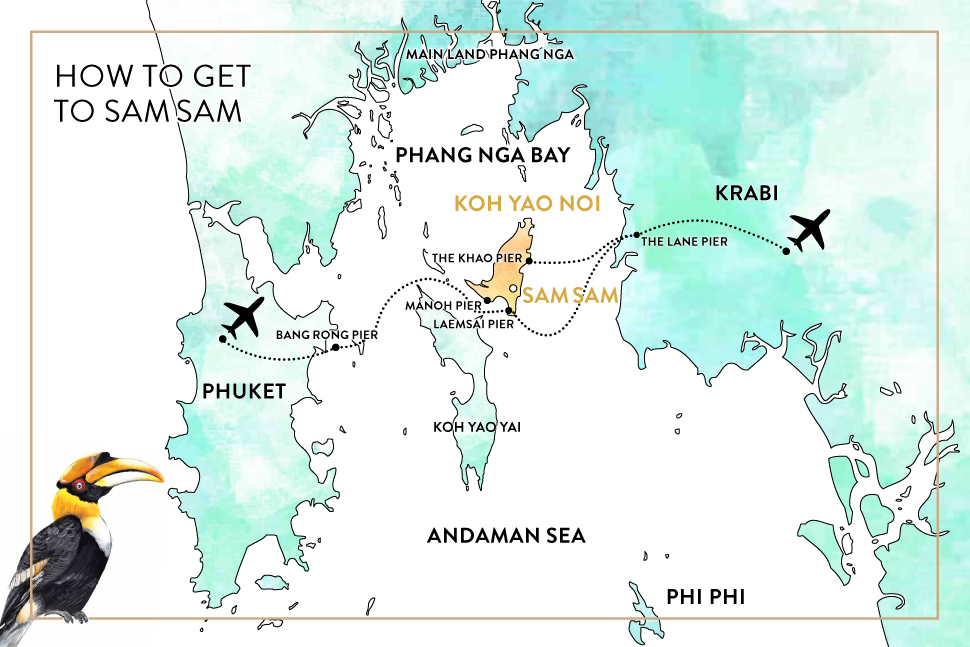 MAIN LAND PHANG NGA
HOW TO GET
TO SAM SAM
PHANG NGA BAY
KRABI
KOH YAO NOI
THE LANE PIER
THE KHAO PIER
SAM SAM
MANOH PIER
LAEMSAI PIER
BANG RONG PIER
PHUKET
KOH YAO YAI
ANDAMAN SEA
PHI PHI